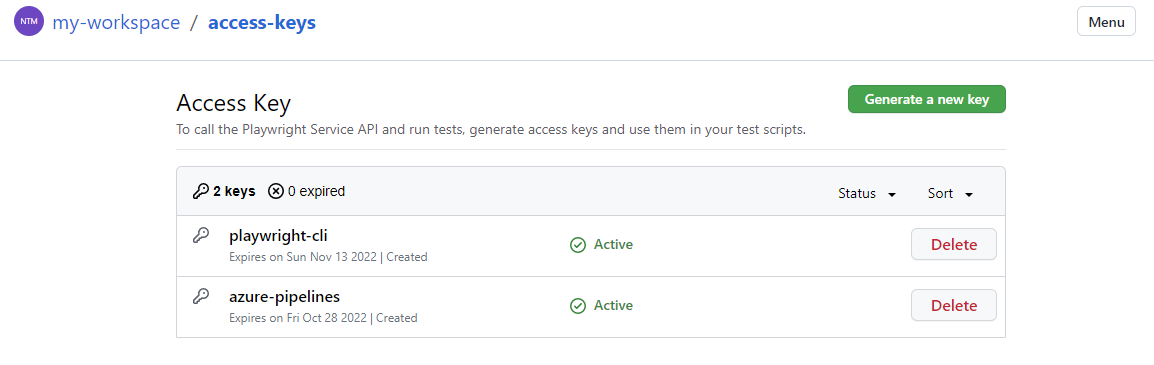 NTM my-workspace / access-keys Menu
Access Key Generate a new key
To call the Playwright Service API and run tests, generate access keys and use them in your test scripts.
2 keys 0 expired Status Sort
playwright-cli
Expires on Sun Nov 13 2022 | Created
Active
Delete
azure-pipelines
Expires on Fri Oct 28 2022 | Created
Active
Delete